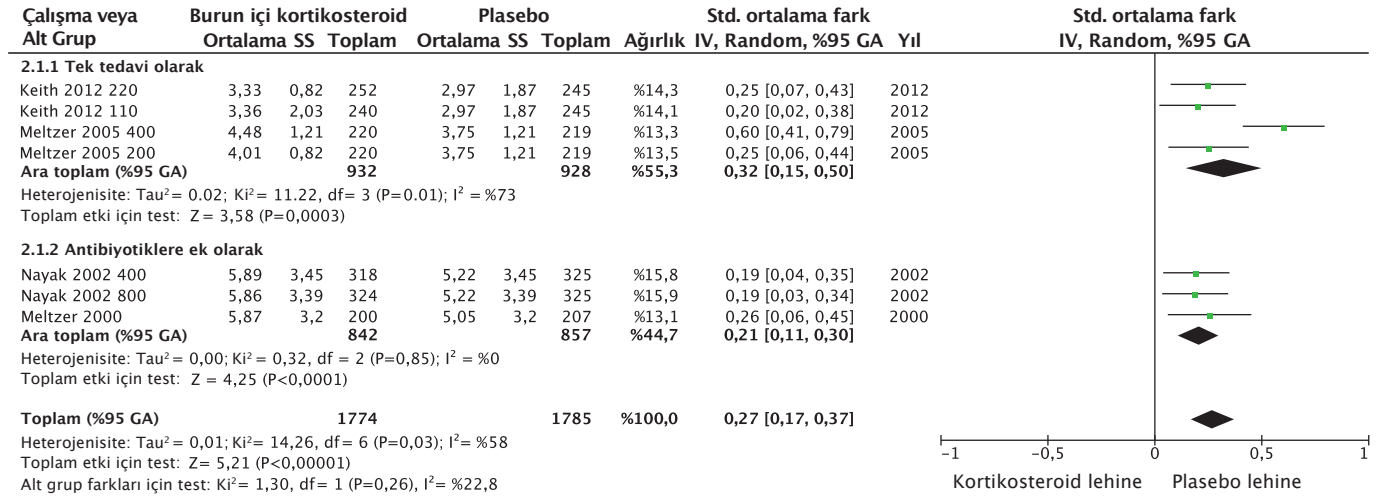 Çalışma veya Burun içi kortikosteroid Plasebo Std. ortalama fark Std. ortalama fark
Alt Grup Ortalama SS Toplam Ortalama SS Toplam Ağırlık IV, Random, %95 GA Yıl IV, Random, %95 GA
2.1.1 Tek tedavi olarak
Keith 2012 220 3,33 0,82 252 2,97 1,87 245 %14,3 0,25 [0,07, 0,43] 2012
Keith 2012 110 3,36 2,03 240 2,97 1,87 245 %14,1 0,20 [0,02, 0,38] 2012
Meltzer 2005 400 4,48 1,21 220 3,75 1,21 219 %13,3 0,60 [0,41, 0,79] 2005
Meltzer 2005 200 4,01 0,82 220 3,75 1,21 219 %13,5 0,25 [0,06, 0,44] 2005
Ara toplam (%95 GA) 932 928 %55,3 0,32 [0,15, 0,50]
Heterojenisite: Tau²= 0.02; Ki²= 11.22, df= 3 (P=0.01); I² =%73
Toplam etki için test: Z= 3,58 (P=0,0003)
2.1.2 Antibiyotiklere ek olarak
Nayak 2002 400 5,89 3,45 318 5,22 3,45 325 %15,8 0,19 [0,04, 0,35] 2002
Nayak 2002 800 5,86 3,39 324 5,22 3,39 325 %15,9 0,19 [0,03, 0,34] 2002
Meltzer 2000 5,87 3,2 200 5,05 3,2 207 %13,1 0,26 [0,06, 0,45] 2000
Ara toplam (%95 GA) 842 857 %44,7 0,21 [0,11, 0,30]
Heterojenisite: Tau²= 0,00; Ki²= 0,32, df = 2 (P=0,85); I² = %0
Toplam etki için test: Z = 4,25 (P<0,0001)
Toplam (%95 GA) 1774 1785 %100,0 0,27 [0,17, 0,37]
Heterojenisite: Tau²= 0,01; Ki²= 14,26, df= 6 (P=0,03); I²= %58
Toplam etki için test: Z= 5,21 (P<0,00001)
Alt grup farkları için test: Ki²= 1,30, df= 1 (P=0,26), I²= %22,8
-1 -0,5 0 0,5 1
Kortikosteroid lehine Plasebo lehine